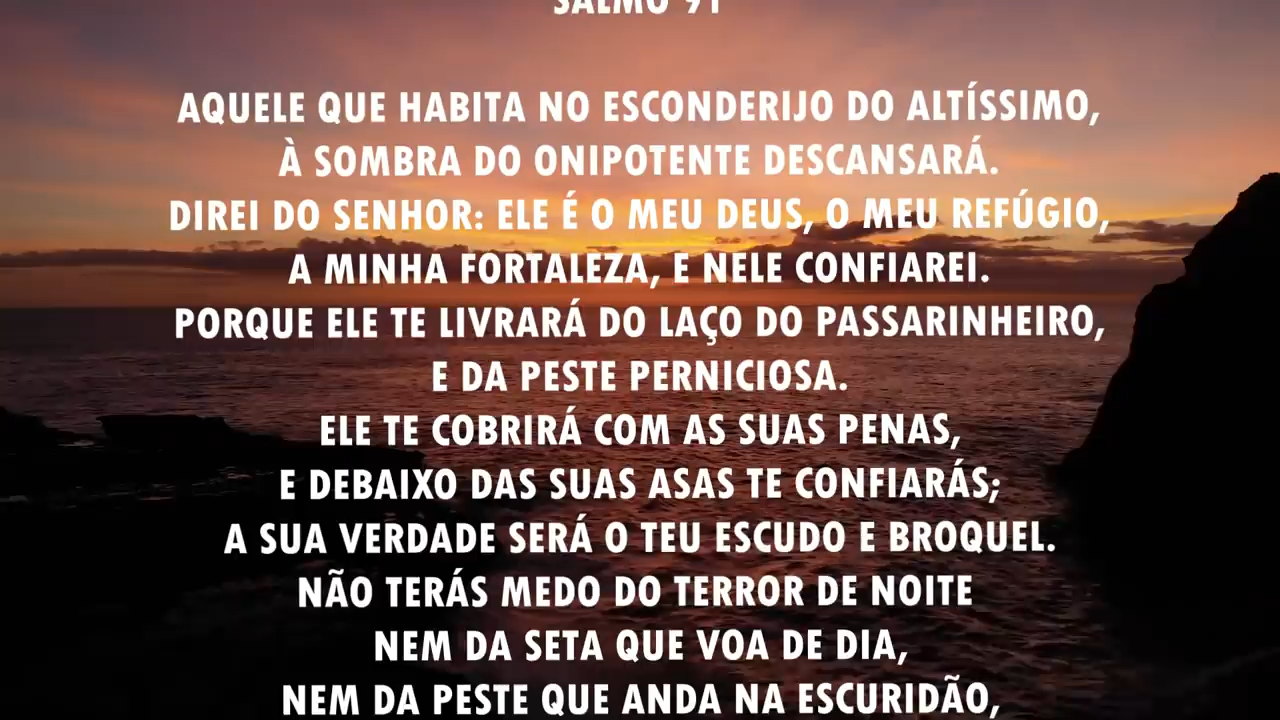 SALMO 91
AQUELE QUE HABITA NO ESCONDERIJO DO ALTÍSSIMO,
À SOMBRA DO ONIPOTENTE DESCANSARÁ.
DIREI DO SENHOR: ELE É O MEU DEUS, O MEU REFÚGIO,
A MINHA FORTALEZA, E NELE CONFIAREI.
PORQUE ELE TE LIVRARÁ DO LAÇO DO PASSARINHEIRO,
E DA PESTE PERNICIOSA.
ELE TE COBRIRÁ COM AS SUAS PENAS,
E DEBAIXO DAS SUAS ASAS TE CONFIARÁS;
A SUA VERDADE SERÁ O TEU ESCUDO E BROQUEL.
NÃO TERÁS MEDO DO TERROR DE NOITE
NEM DA SETA QUE VOA DE DIA,
NEM DA PESTE QUE ANDA NA ESCURIDÃO,